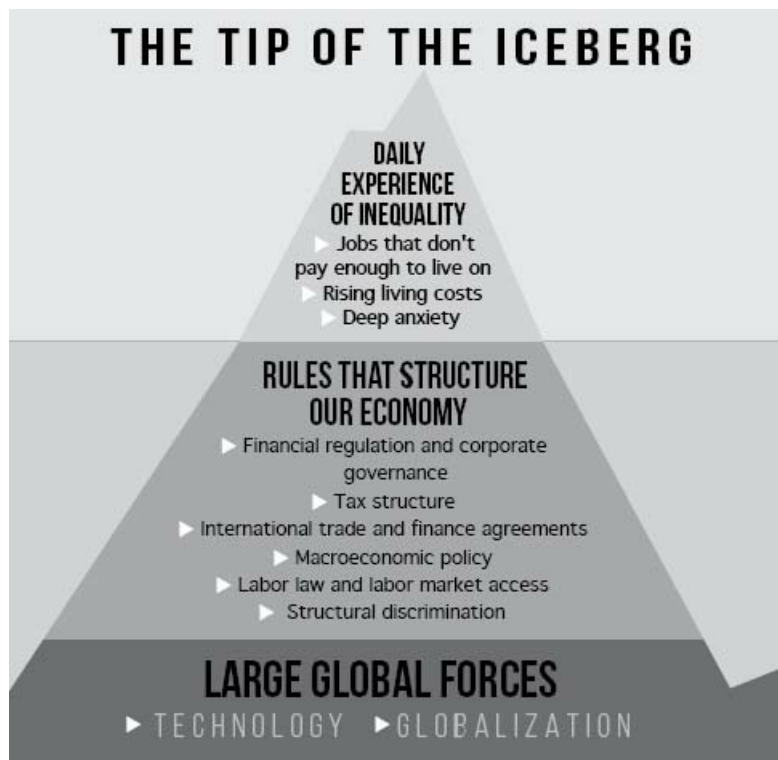 THE TIP OF THE ICEBERG
DAILY
EXPERIENCE
OF INEQUALITY
Jobs that don't
pay enough to live on
Rising living costs
Deep anxiety
RULES THAT STRUCTURE
OUR ECONOMY
Financial regulation and corporate
governance
Tax structure
International trade and finance agreements
Macroeconomic policy
Labor law and labor market access
Structural discrimination
LARGE GLOBAL FORCES
TECHNOLOGY GLOBALIZATION